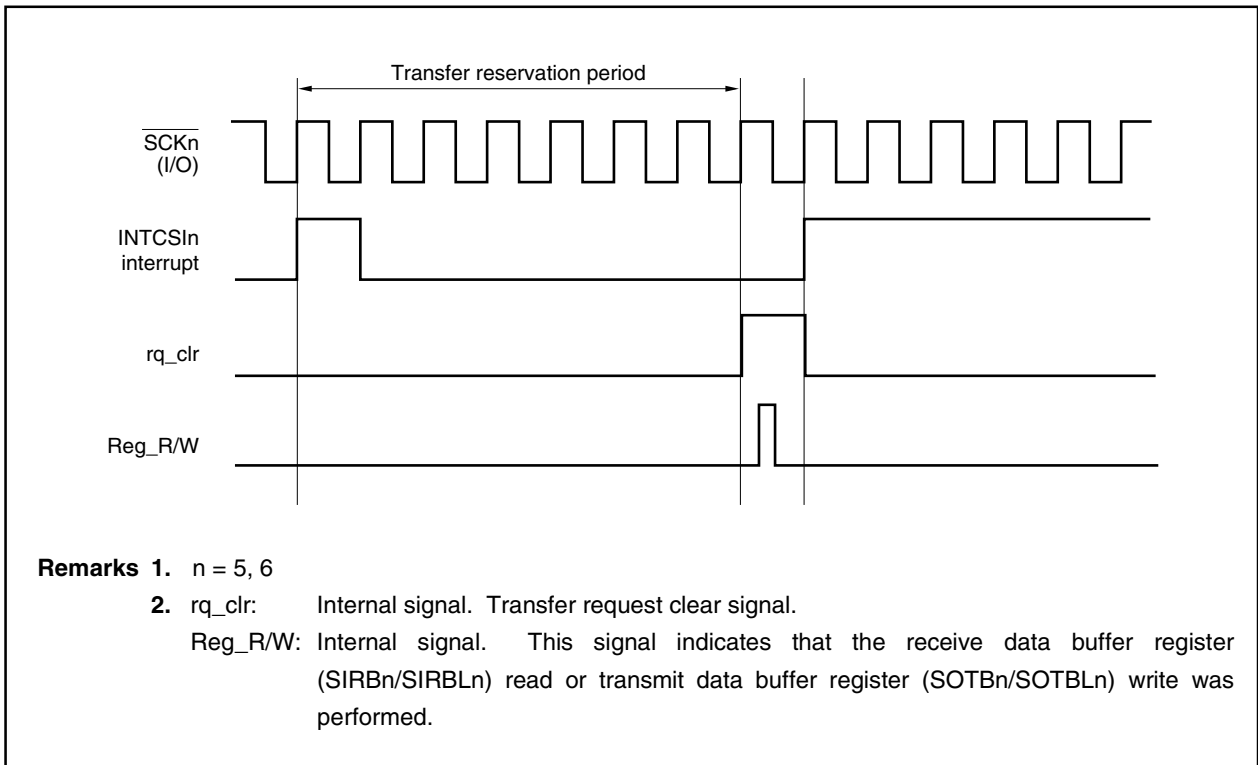 Transfer reservation period
SCKn
(I/O)
INTCSIn
interrupt
rq_clr
Reg_R/W
Remarks 1. n = 5, 6
2. rq_clr: Internal signal. Transfer request clear signal.
Reg_R/W: Internal signal. This signal indicates that the receive data buffer register
(SIRBn/SIRBLn) read or transmit data buffer register (SOTBn/SOTBLn) write was
performed.